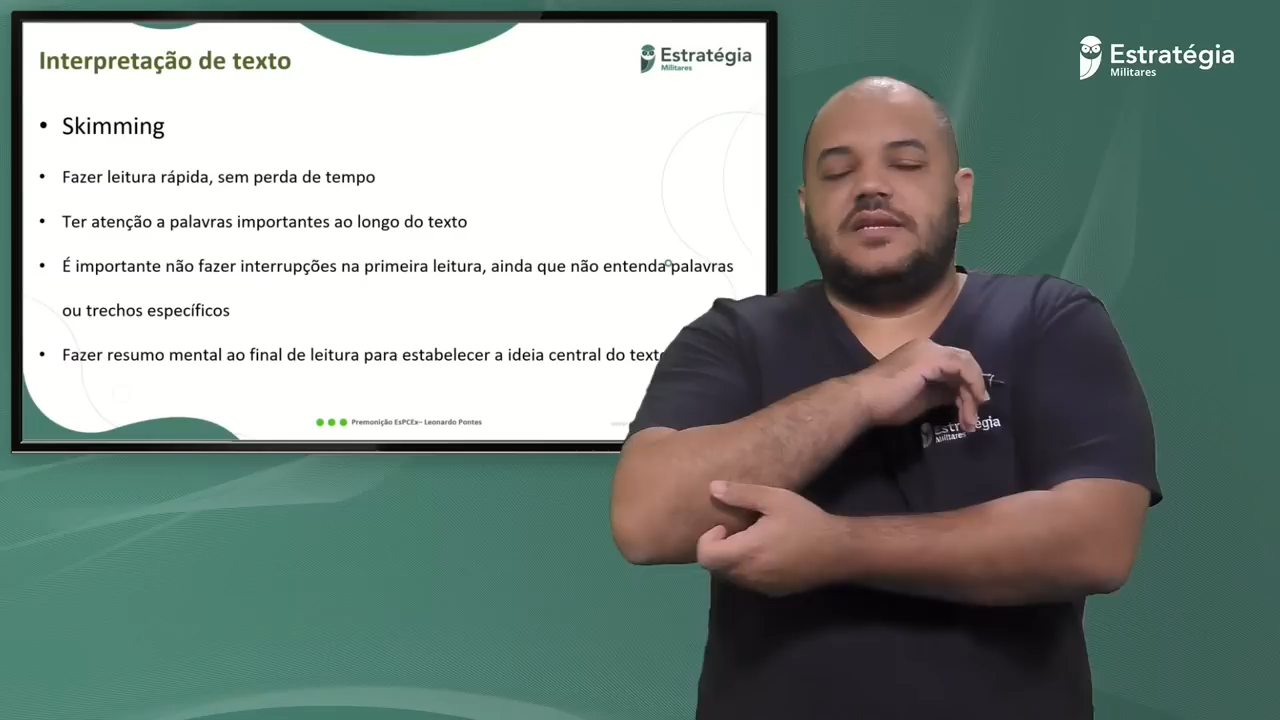 Interpretação de texto
Estratégia
Militares
• Skimming
• Fazer leitura rápida, sem perda de tempo
• Ter atenção a palavras importantes ao longo do texto
• É importante não fazer interrupções na primeira leitura, ainda que não entenda palavras
ou trechos específicos
• Fazer resumo mental ao final de leitura para estabelecer a ideia central do texto
Premonição EsPCEx– Leonardo Pontes
Estratégia
Militares
Estratégia
Militares